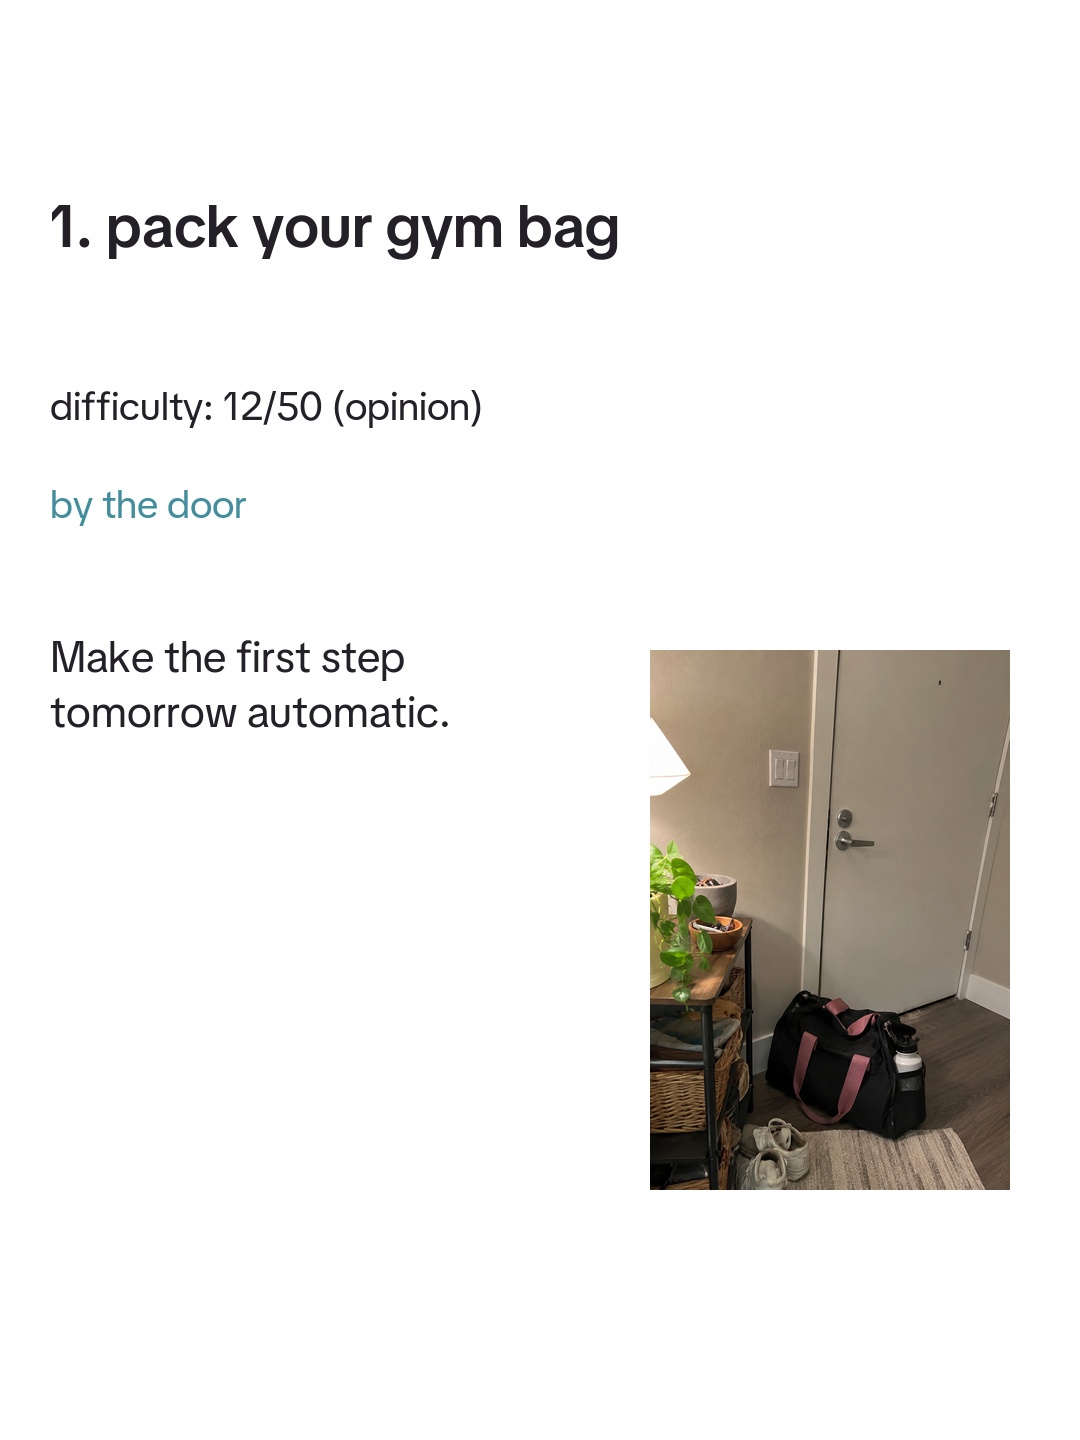 1. pack your gym bag
difficulty: 12/50 (opinion)
by the door
Make the first step
tomorrow automatic.